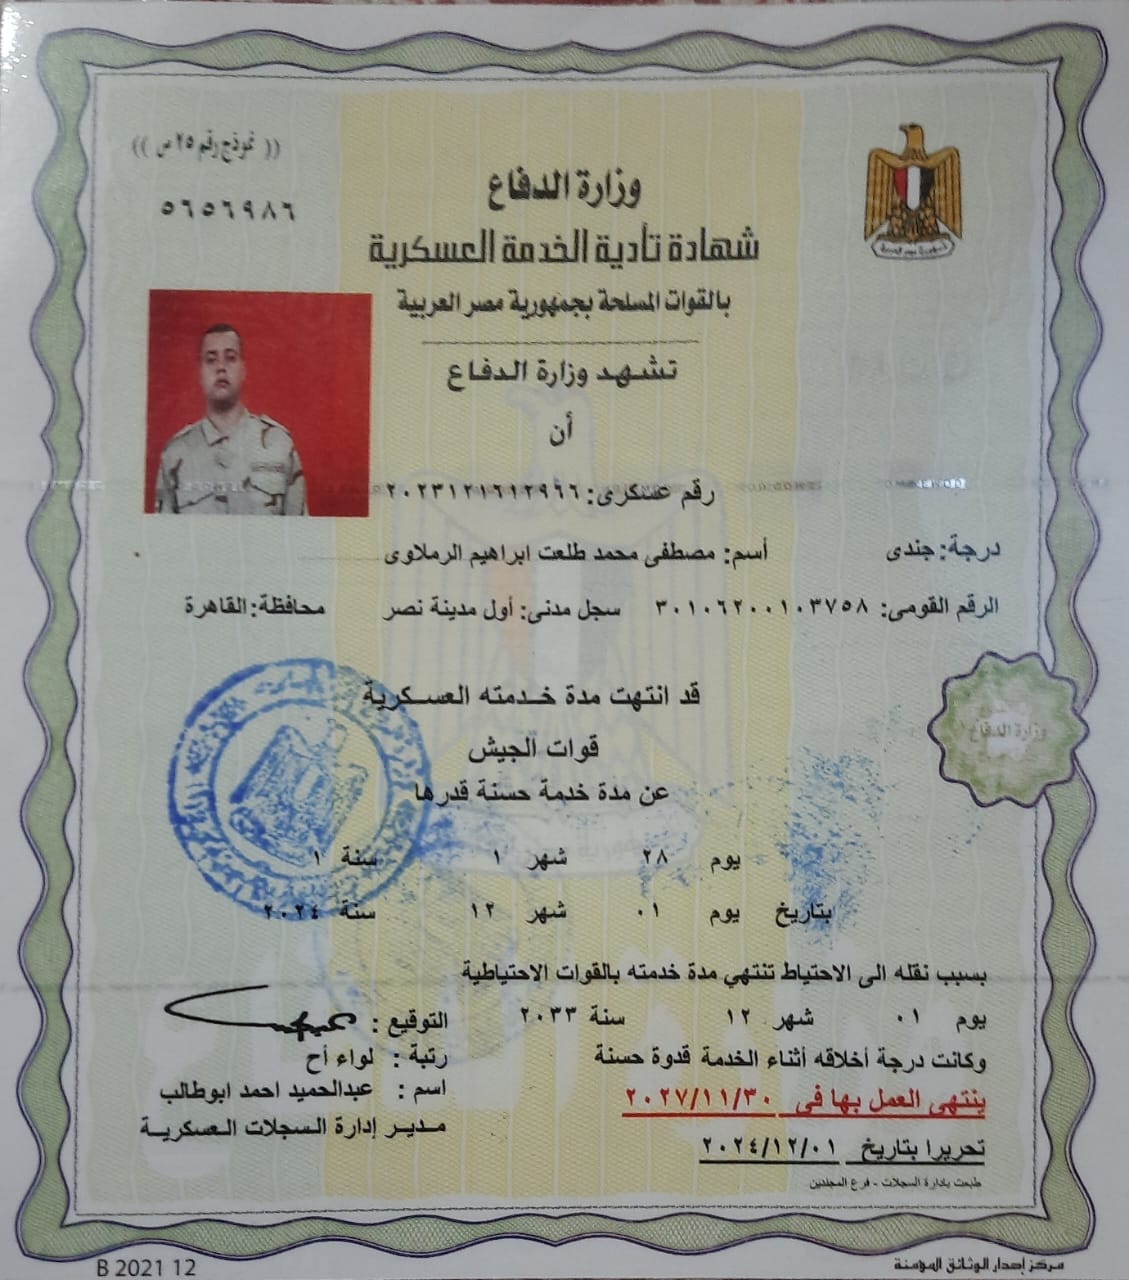 (( نموذج رقم ٢٥ س ))
٥٦٥٦٩٨٦
وزارة الدفاع
شهادة تأدية الخدمة العسكرية
بالقوات المسلحة بجمهورية مصر العربية
تشهد وزارة الدفاع
أن
رقم عسكرى: ٢٠٢٣١٢١٦١٢٩٦٦
درجة: جندى أسم: مصطفى محمد طلعت ابراهيم الرملاوى
الرقم القومى: ٣٠١٠٦٢٠٠١٠٣٧٥٨ سجل مدنى: أول مدينة نصر محافظة: القاهرة
قد انتهت مدة خدمته العسكرية
وزارة الدفاع
قوات الجيش
عن مدة خدمة حسنة قدرها
يوم ٢٨ شهر ١ سنة ١
بتاريخ يوم ٠١ شهر ١٢ سنة ٢٠٢٤
بسبب نقله الى الاحتياط تنتهي مدة خدمته بالقوات الاحتياطية
يوم ٠١ شهر ١٢ سنة ٢٠٣٣
وكانت درجة أخلاقه أثناء الخدمة قدوة حسنة
ينتهى العمل بها فى ٢٠٢٧/١١/٣٠
تحريرا بتاريخ ٢٠٢٤/١٢/٠١
طبعت بادارة السجلات - فرع المجندين
التوقيع :
رتبة : لواء أح
اسم : عبدالحميد احمد ابوطالب
مدير إدارة السجلات العسكرية
B 2021 12
مركز إصدار الوثائق المؤمنة